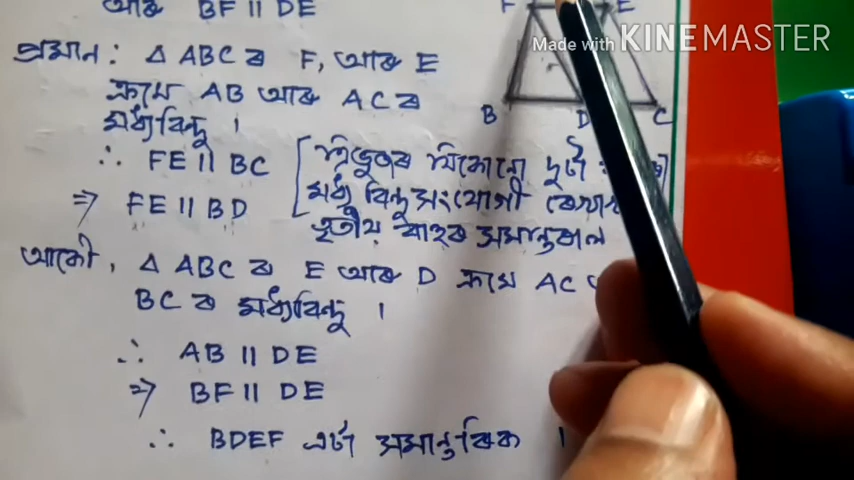 আৰু BF || DE
F E
Made with KINEMASTER
প্ৰমান : Δ ABC ৰ F, আৰু E
ক্ৰমে AB আৰু AC ৰ
মধ্যবিন্দু ।
B D C
∴ FE || BC [ ত্ৰিভুজৰ যিকোনো দুটা
⇒ FE || BD মধ্য বিন্দু সংযোগী
তৃতীয় বাহুৰ সমান্তৰাল
আকৌ, Δ ABC ৰ E আৰু D ক্ৰমে AC
BC ৰ মধ্যবিন্দু ।
∴ AB || DE
⇒ BF || DE
∴ BDEF এটা সমান্তৰিক ।